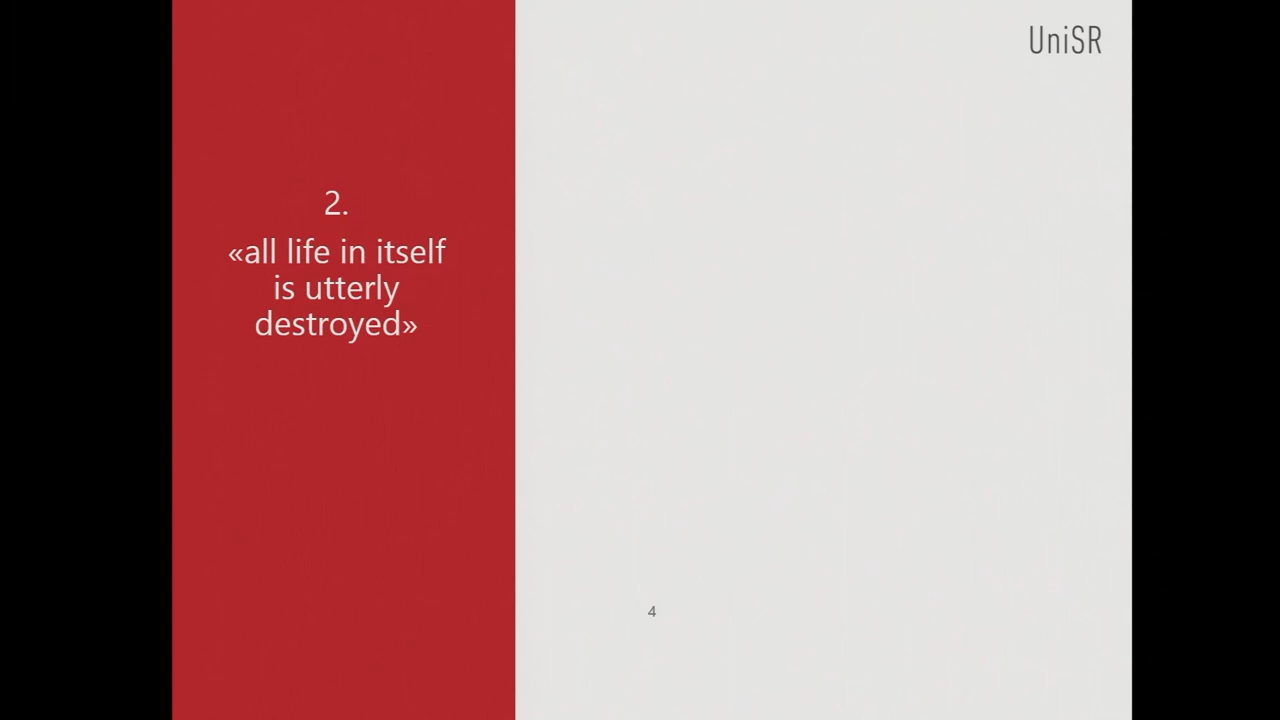 UniSR
2.
«all life in itself
is utterly
destroyed»
4